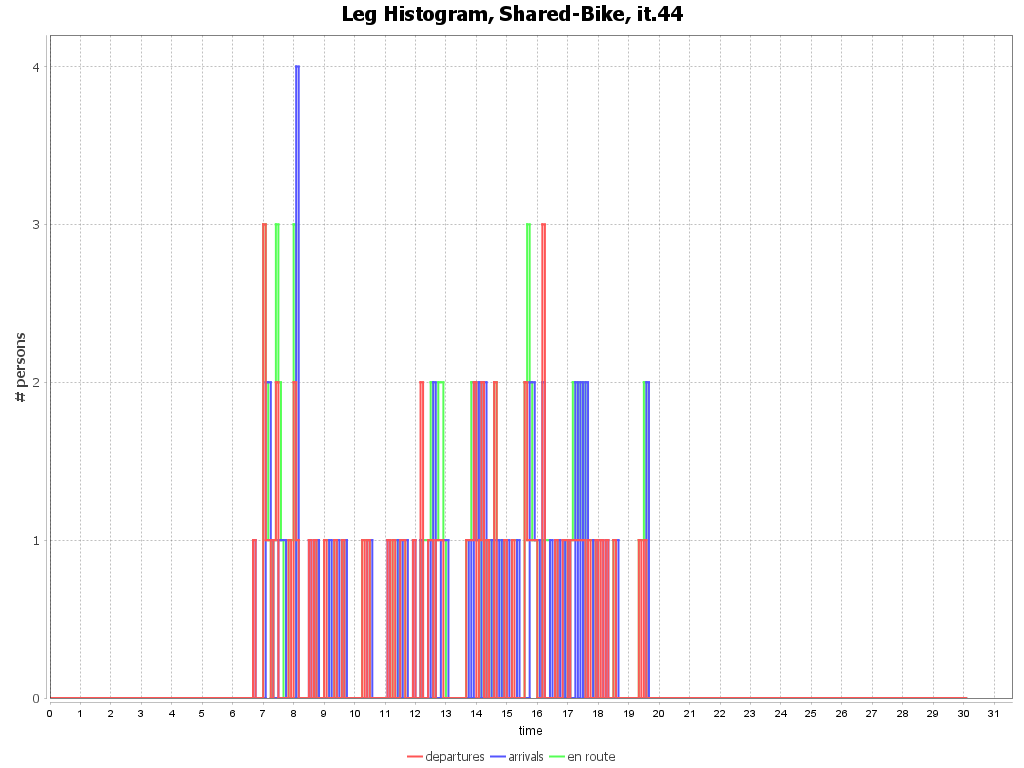 Leg Histogram, Shared-Bike, it.44
# persons
4
3
2
1
0
0 1 2 3 4 5 6 7 8 9 10 11 12 13 14 15 16 17 18 19 20 21 22 23 24 25 26 27 28 29 30 31
time
departures arrivals en route